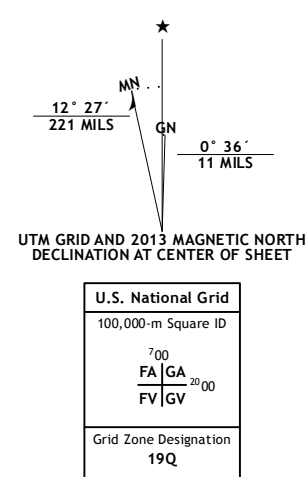 ★
MN
12° 27´
221 MILS
GN
0° 36´
11 MILS
UTM GRID AND 2013 MAGNETIC NORTH
DECLINATION AT CENTER OF SHEET
U.S. National Grid
100,000-m Square ID
⁷00
FA GA
²⁰00
FV GV
Grid Zone Designation
19Q